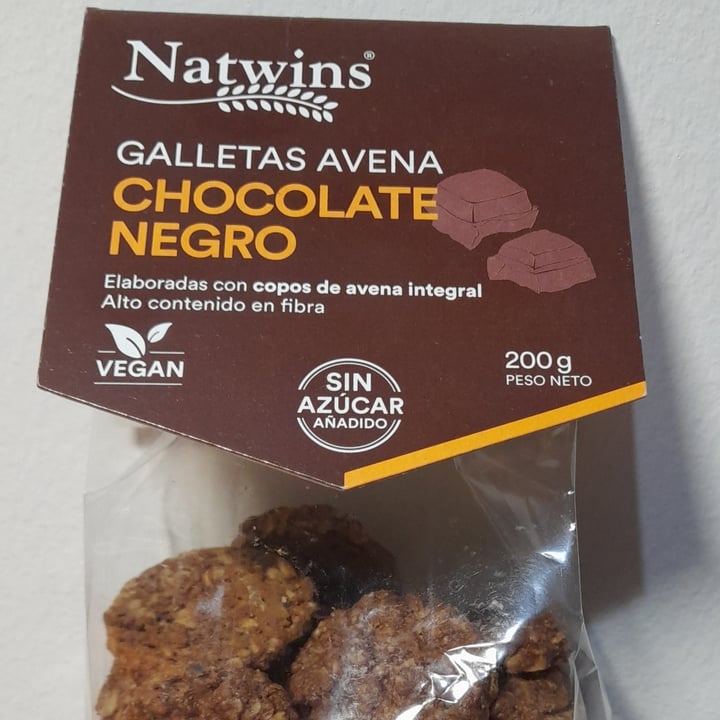 Natwins®
GALLETAS AVENA
CHOCOLATE
NEGRO
Elaboradas con copos de avena integral
Alto contenido en fibra
VEGAN
SIN
AZÚCAR
AÑADIDO
200 g
PESO NETO